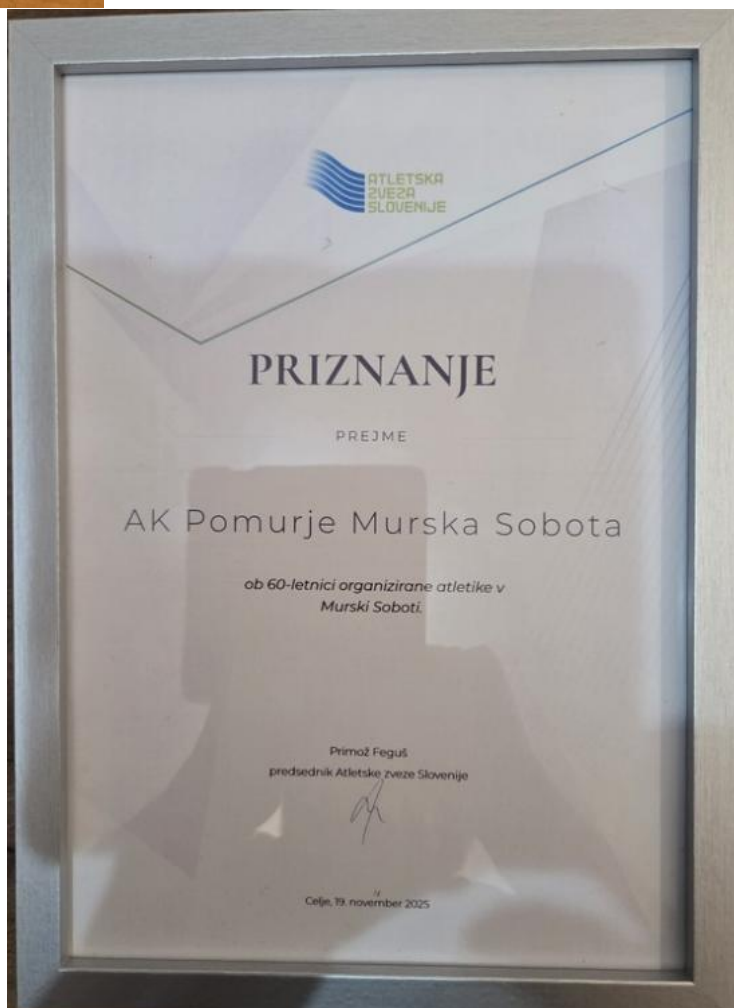 ATLETSKA
ZVEZA
SLOVENIJE
PRIZNANJE
PREJME
AK Pomurje Murska Sobota
ob 60-letnici organizirane atletike v
Murski Soboti.
Primož Feguš
predsednik Atletske zveze Slovenije
Celje, 19. november 2025